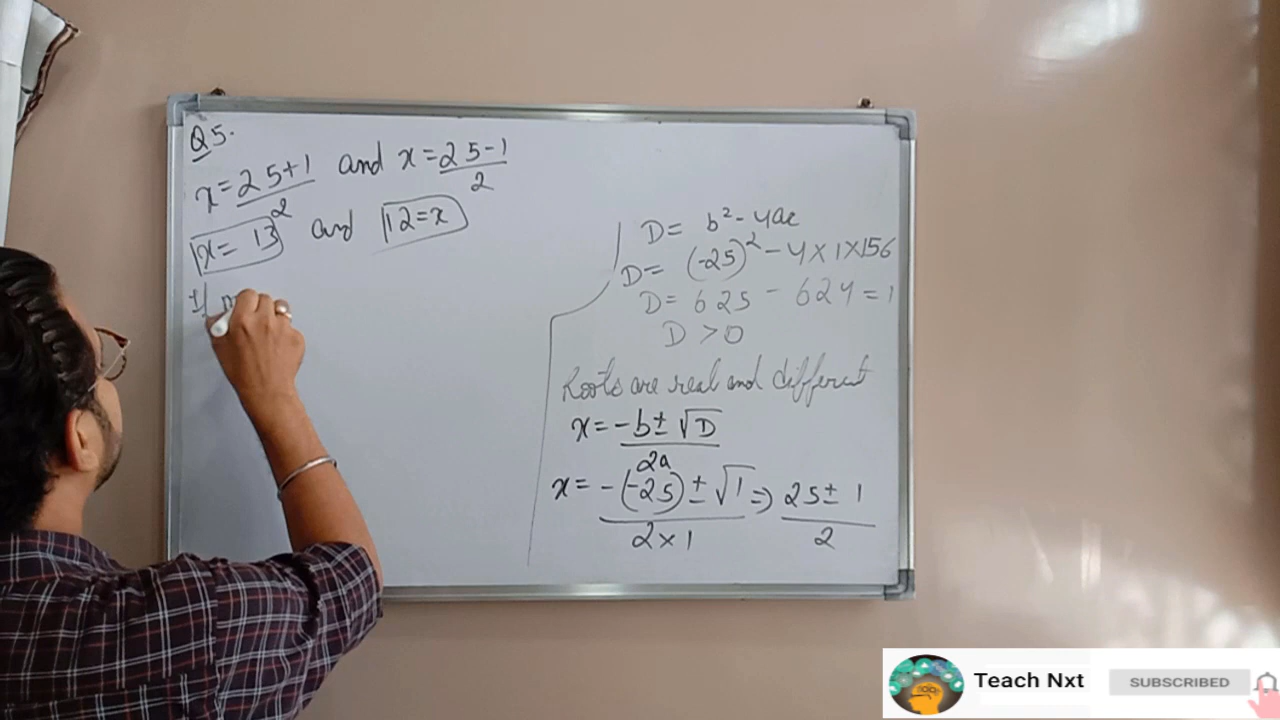 Q5.
x = 25+1/2 and x = 25-1/2
x = 13 and 12=x
If
D = b² - 4ac
D = (-25)² - 4×1×156
D = 625 - 624 = 1
D > 0
Roots are real and different
x = -b ± √D/2a
x = -(-25) ± √1/2×1 ⇒ 25 ± 1/2
Teach Nxt
SUBSCRIBED